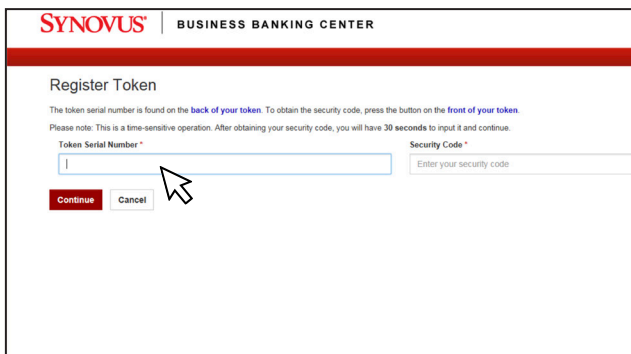 SYNOVUS® BUSINESS BANKING CENTER
Register Token
The token serial number is found on the back of your token. To obtain the security code, press the button on the front of your token.
Please note: This is a time-sensitive operation. After obtaining your security code, you will have 30 seconds to input it and continue.
Token Serial Number * Security Code *
Enter your security code
Continue Cancel